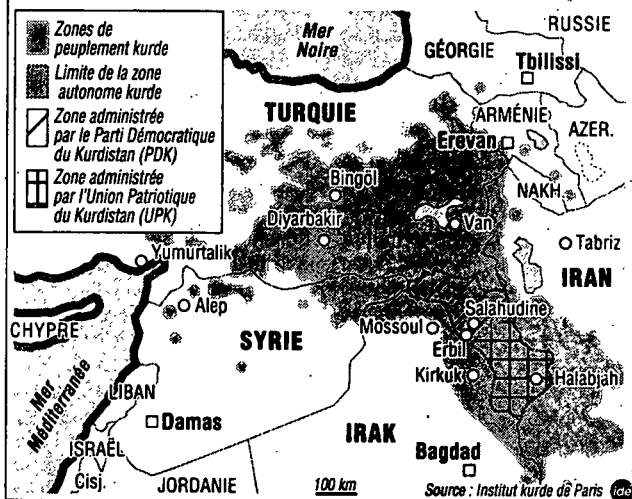 Zones de
peuplement kurde
Limite de la zone
autonome kurde
Zone administrée
par le Parti Démocratique
du Kurdistan (PDK)
Zone administrée
par l'Union Patriotique
du Kurdistan (UPK)
Mer
Noire
RUSSIE
GÉORGIE
Tbilissi
TURQUIE
ARMÉNIE
AZER.
Erevan
NAKH.
Bingöl
Diyarbakir
Van
Tabriz
IRAN
Yumurtalik
Alep
CHYPRE
SYRIE
Mossoul
Salahudine
Erbil
Kirkuk
Halabjah
Mer
Méditerranée
LIBAN
Damas
ISRAËL
Cisj.
JORDANIE
IRAK
Bagdad
100 km
Source : Institut kurde de Paris
ide